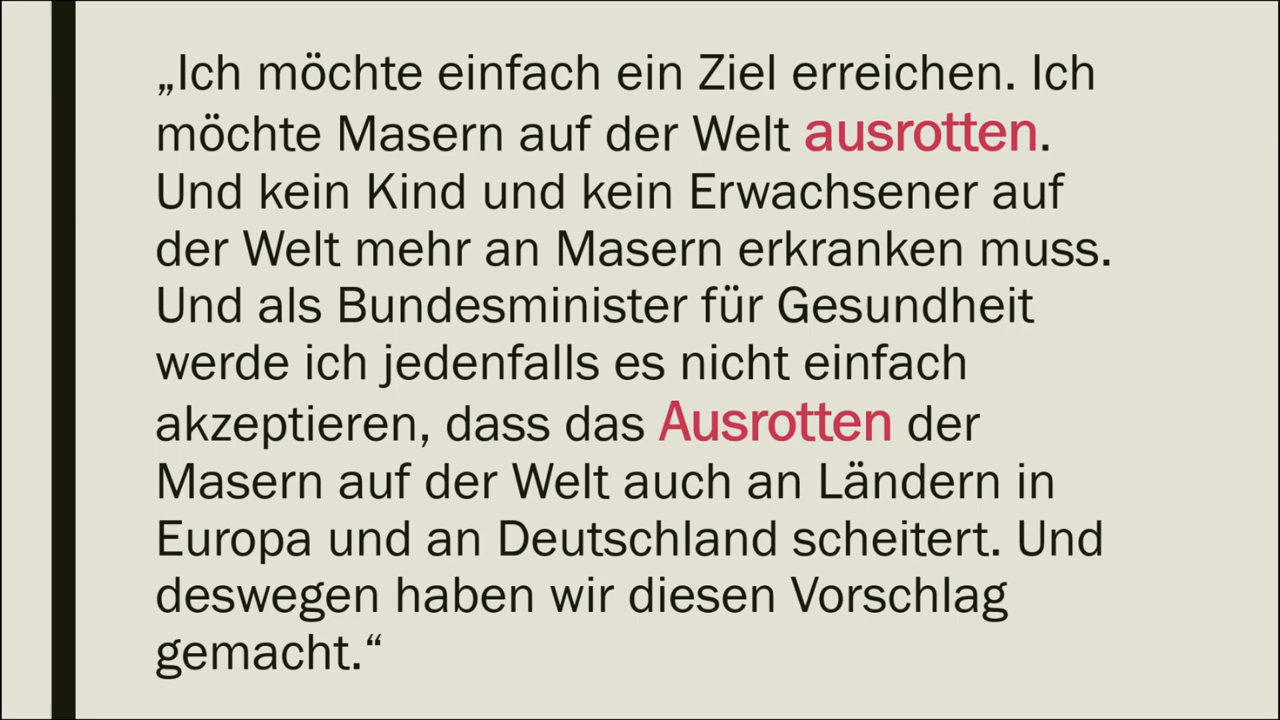 „Ich möchte einfach ein Ziel erreichen. Ich
möchte Masern auf der Welt ausrotten.
Und kein Kind und kein Erwachsener auf
der Welt mehr an Masern erkranken muss.
Und als Bundesminister für Gesundheit
werde ich jedenfalls es nicht einfach
akzeptieren, dass das Ausrotten der
Masern auf der Welt auch an Ländern in
Europa und an Deutschland scheitert. Und
deswegen haben wir diesen Vorschlag
gemacht.“